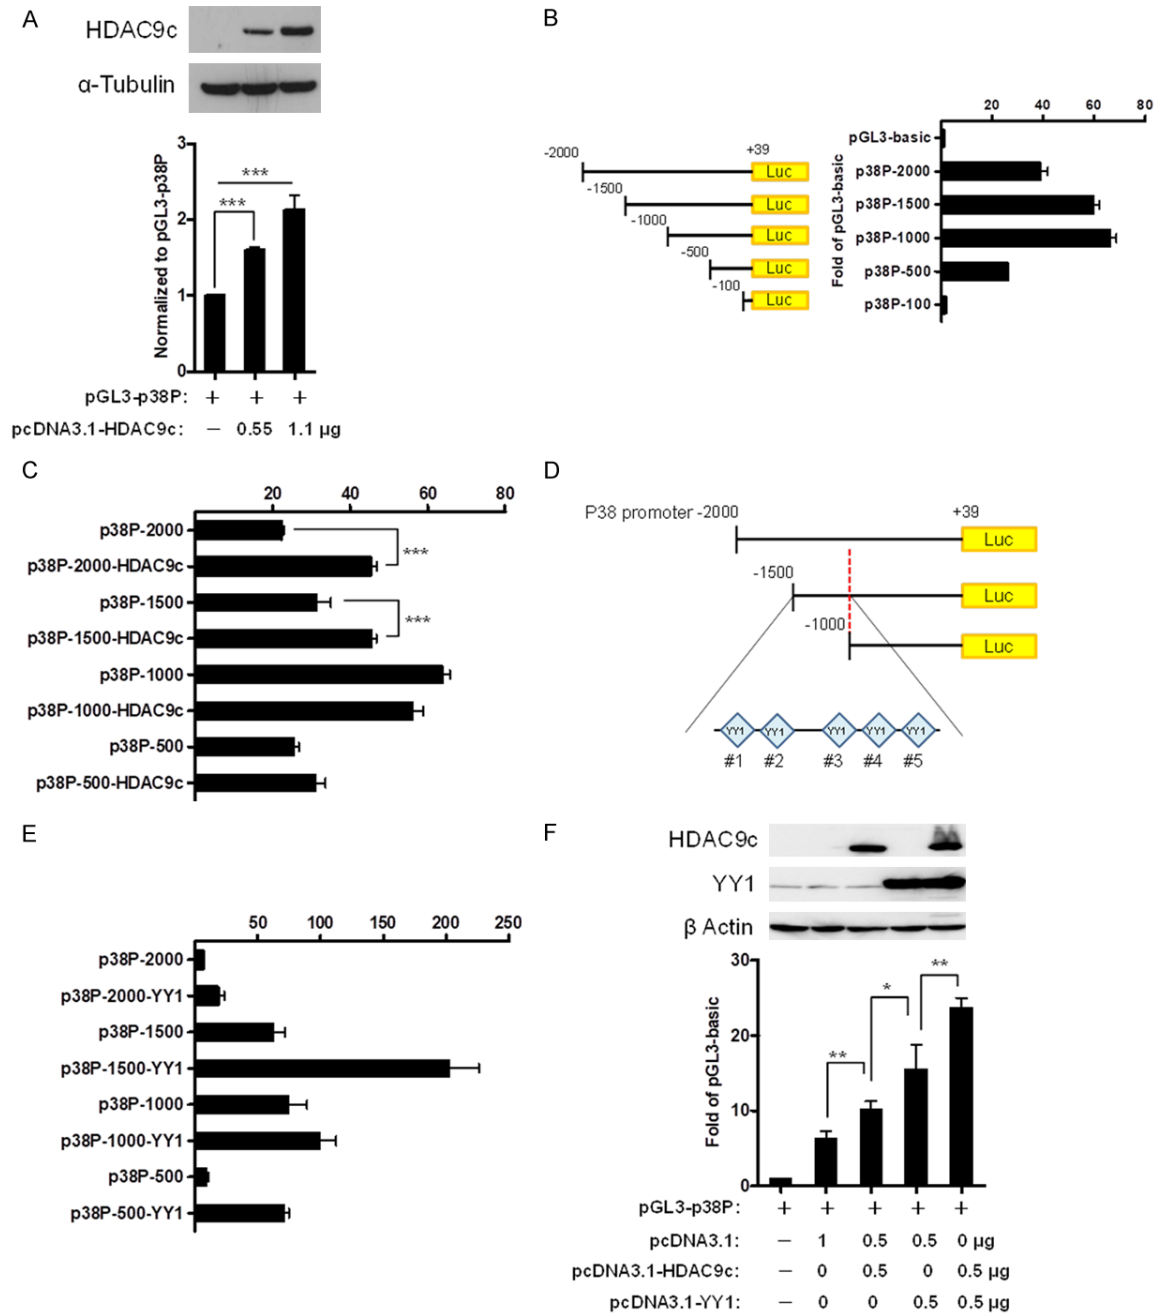 A
HDAC9c
α-Tubulin
Normalized to pGL3-p38P
3
2
1
0
***
***
pGL3-p38P: + + +
pcDNA3.1-HDAC9c: — 0.55 1.1 μg
B
-2000 +39
Luc
-1500
Luc
-1000
Luc
-500
Luc
-100
Luc
Fold of pGL3-basic
20 40 60 80
pGL3-basic
p38P-2000
p38P-1500
p38P-1000
p38P-500
p38P-100
C
20 40 60 80
p38P-2000
p38P-2000-HDAC9c
p38P-1500
p38P-1500-HDAC9c
p38P-1000
p38P-1000-HDAC9c
p38P-500
p38P-500-HDAC9c
***
***
D
P38 promoter -2000 +39
Luc
-1500
Luc
-1000
Luc
YY1 YY1 YY1 YY1 YY1
#1 #2 #3 #4 #5
E
50 100 150 200 250
p38P-2000
p38P-2000-YY1
p38P-1500
p38P-1500-YY1
p38P-1000
p38P-1000-YY1
p38P-500
p38P-500-YY1
F
HDAC9c
YY1
β Actin
Fold of pGL3-basic
30
20
10
0
**
*
**
pGL3-p38P: + + + + +
pcDNA3.1: — 1 0.5 0.5 0 μg
pcDNA3.1-HDAC9c: — 0 0.5 0 0.5 μg
pcDNA3.1-YY1: — 0 0 0.5 0.5 μg